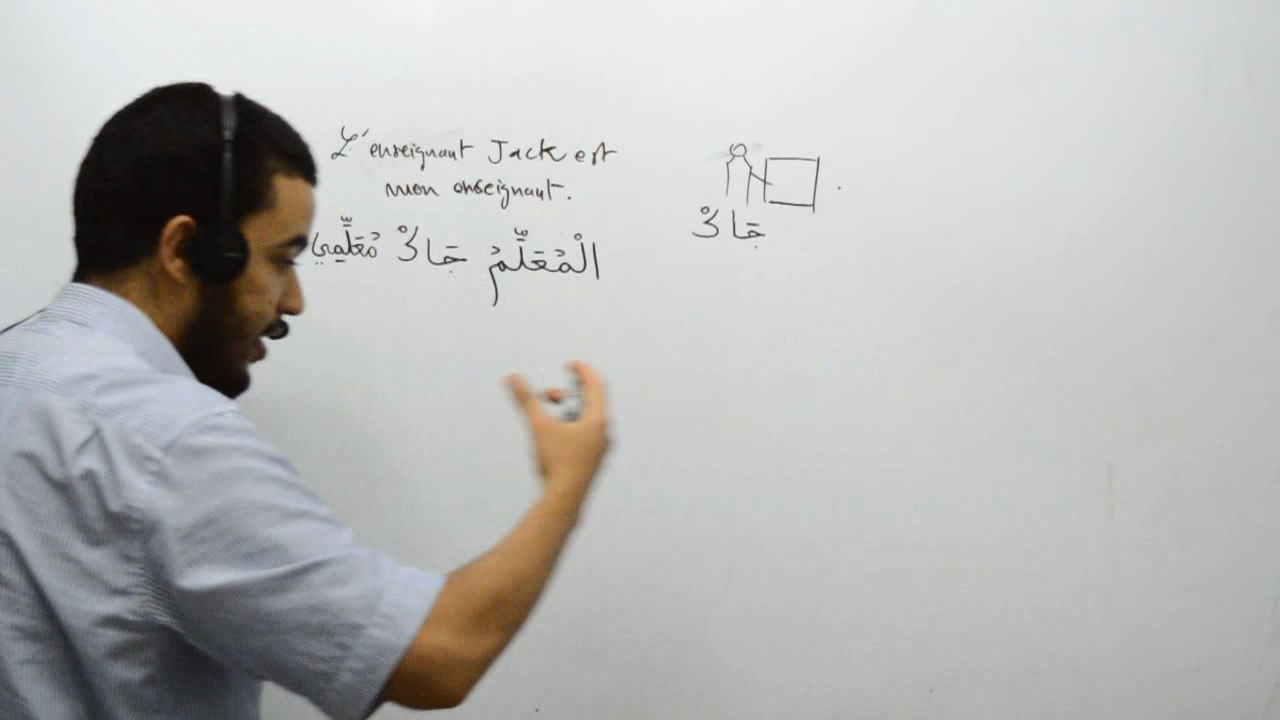 L'enseignant Jack est
mon enseignant.
الْمُعَلِّمُ جَاكْ مُعَلِّمِي
جَاكْ